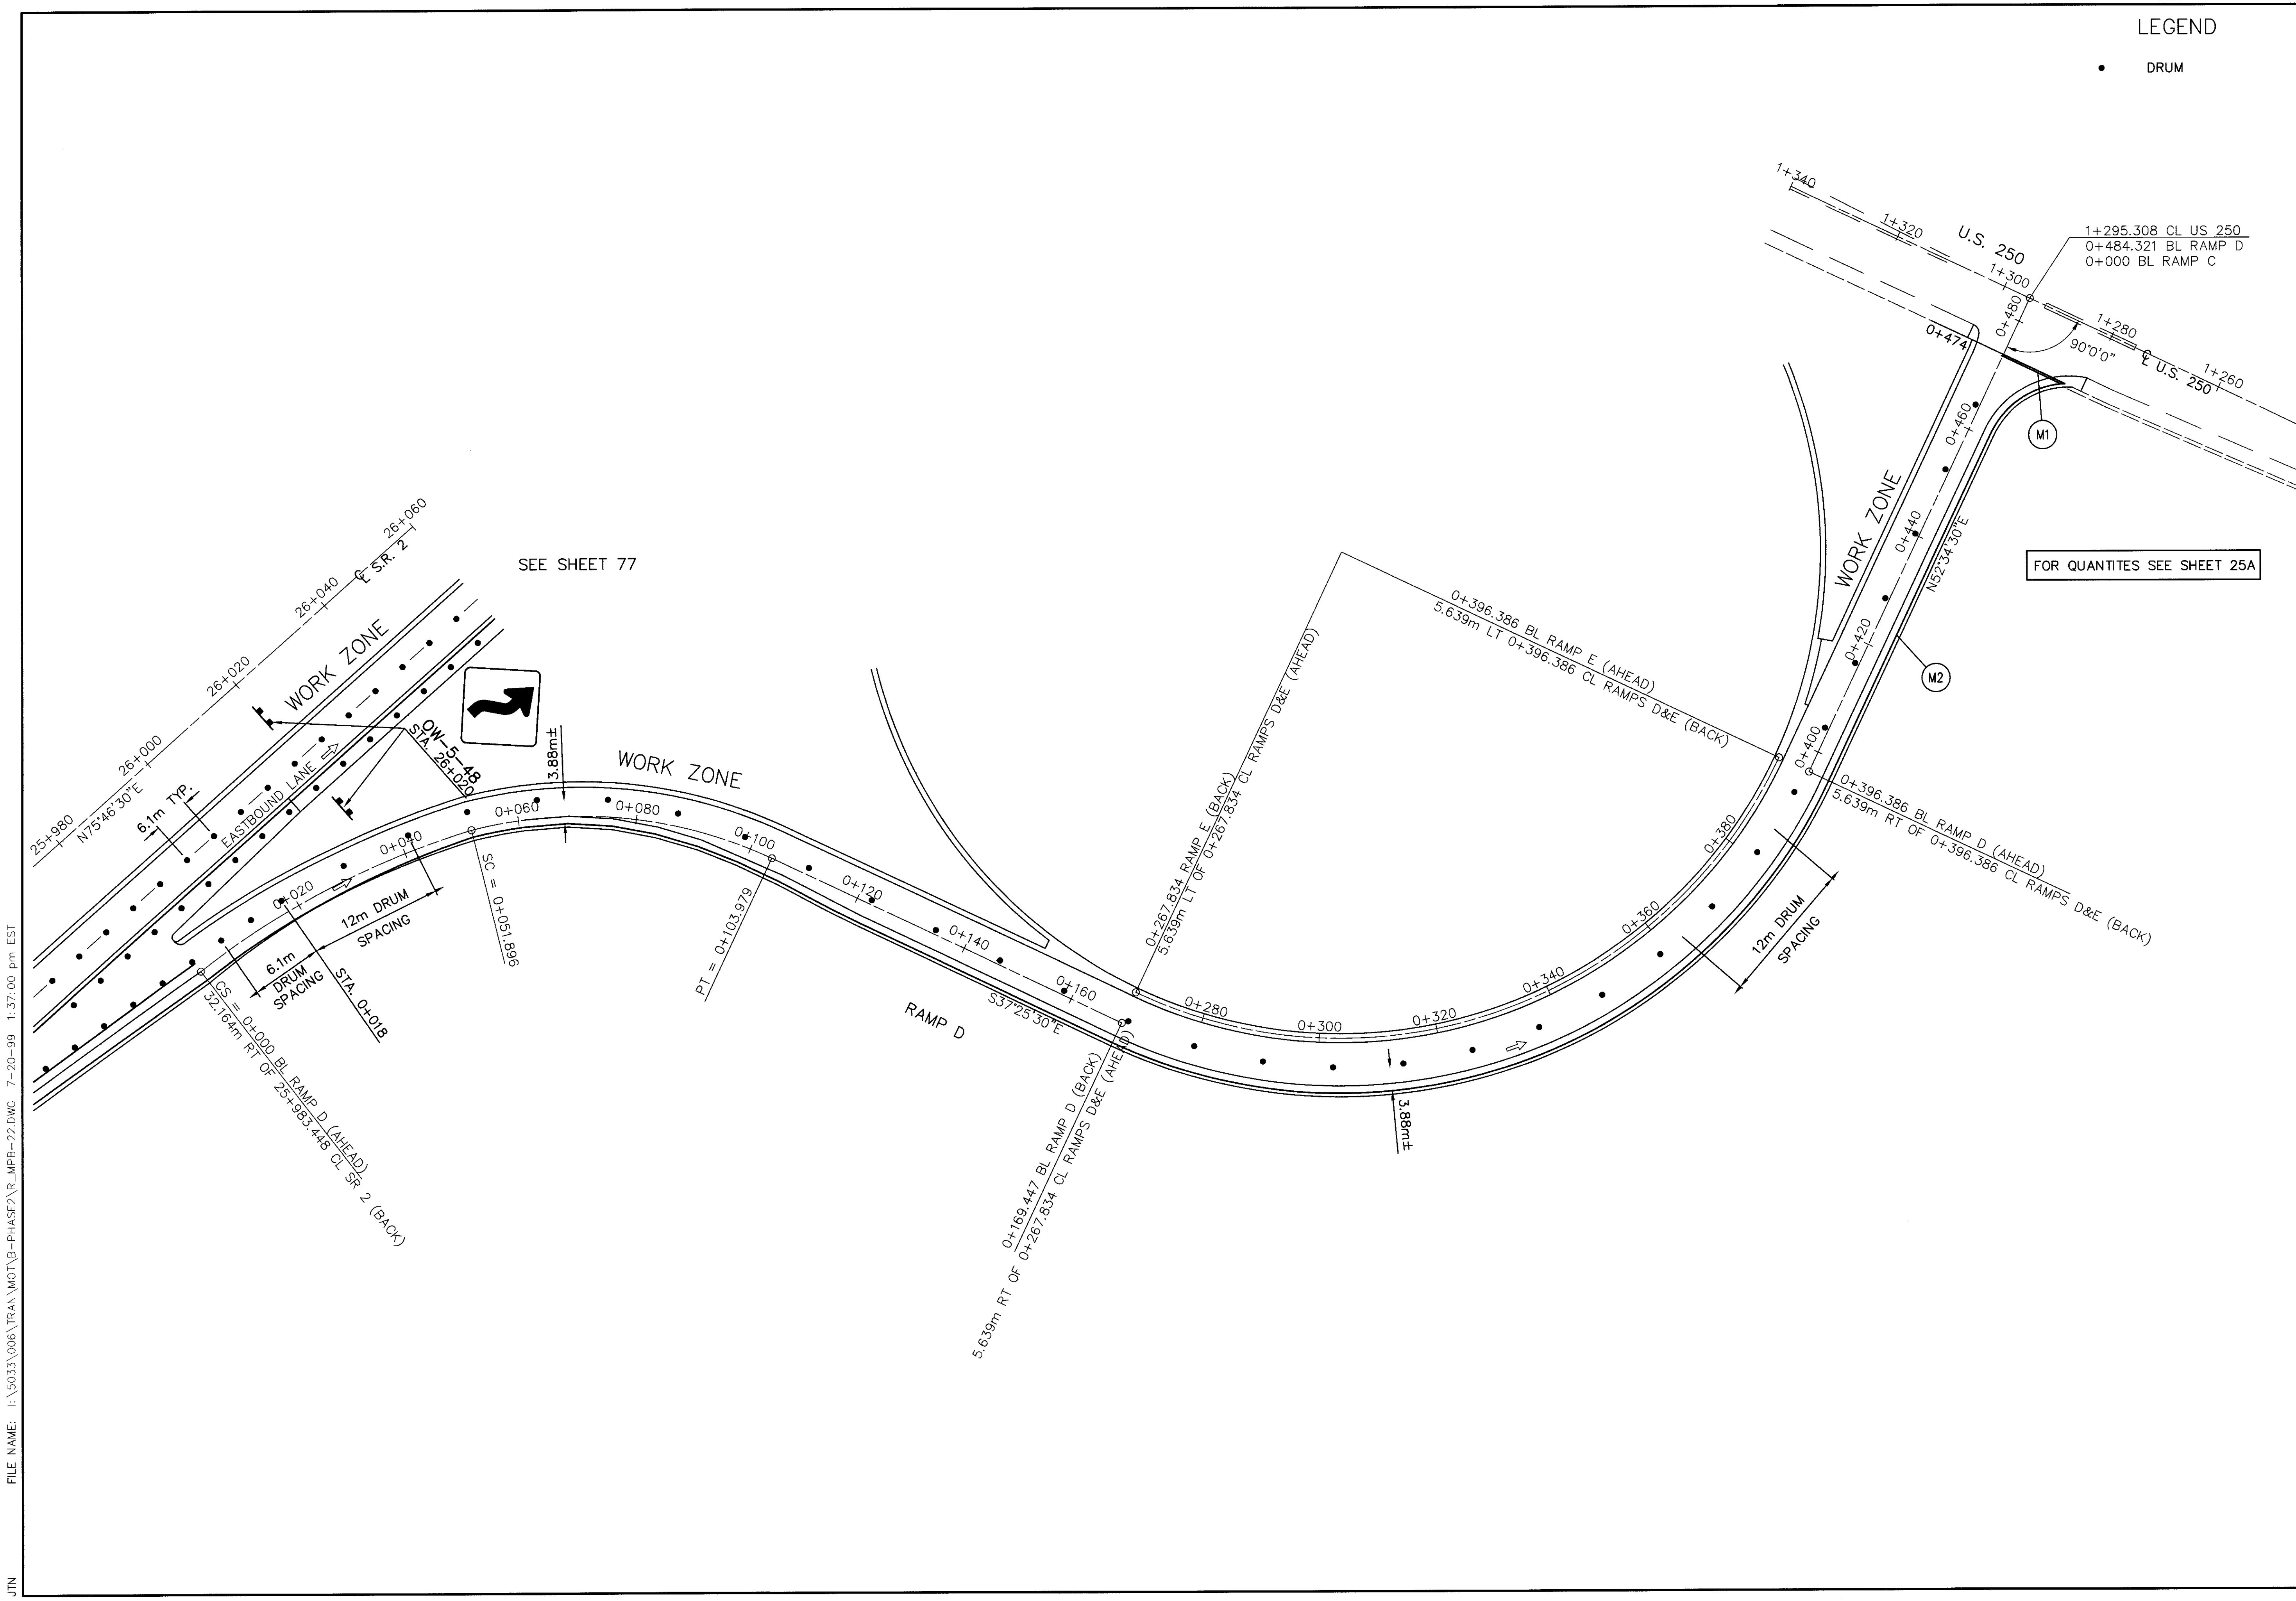 LEGEND
DRUM
1+340
1+320
U.S. 250
1+300
1+295.308 CL US 250
0+484.321 BL RAMP D
0+000 BL RAMP C
0+480
1+280
90°0'0"
℄ U.S. 250
1+260
0+474
0+460
M1
WORK ZONE
0+440
N52°34'30"E
FOR QUANTITES SEE SHEET 25A
0+420
M2
0+400
26+060
℄ S.R. 2
26+040
SEE SHEET 77
26+020
WORK ZONE
26+000
25+980
N75°46'30"E
6.1m TYP.
EASTBOUND LANE
OW-5-48
STA. 26+020
3.88m±
WORK ZONE
0+396.386 BL RAMP E (AHEAD)
5.639m LT 0+396.386 CL RAMPS D&E (BACK)
0+267.834 RAMP E (BACK)
5.639m LT OF 0+267.834 CL RAMPS D&E (AHEAD)
0+396.386 BL RAMP D (AHEAD)
5.639m RT OF 0+396.386 CL RAMPS D&E (BACK)
0+020
0+040
0+060
0+080
0+100
0+120
0+140
0+160
0+280
0+300
0+320
0+340
0+360
0+380
12m DRUM
SPACING
12m DRUM
SPACING
6.1m
DRUM
SPACING
STA. 0+018
SC = 0+051.896
PT = 0+103.979
S37°25'30"E
RAMP D
3.88m±
CS = 0+000 BL RAMP D (AHEAD)
32.164m RT OF 25+983.448 CL SR 2 (BACK)
0+169.447 BL RAMP D (BACK)
5.639m RT OF 0+267.834 CL RAMPS D&E (AHEAD)
JTN FILE NAME: I:\5033\006\TRAN\MOT\B-PHASE2\R_MPB-22.DWG 7-20-99 1:37:00 pm EST